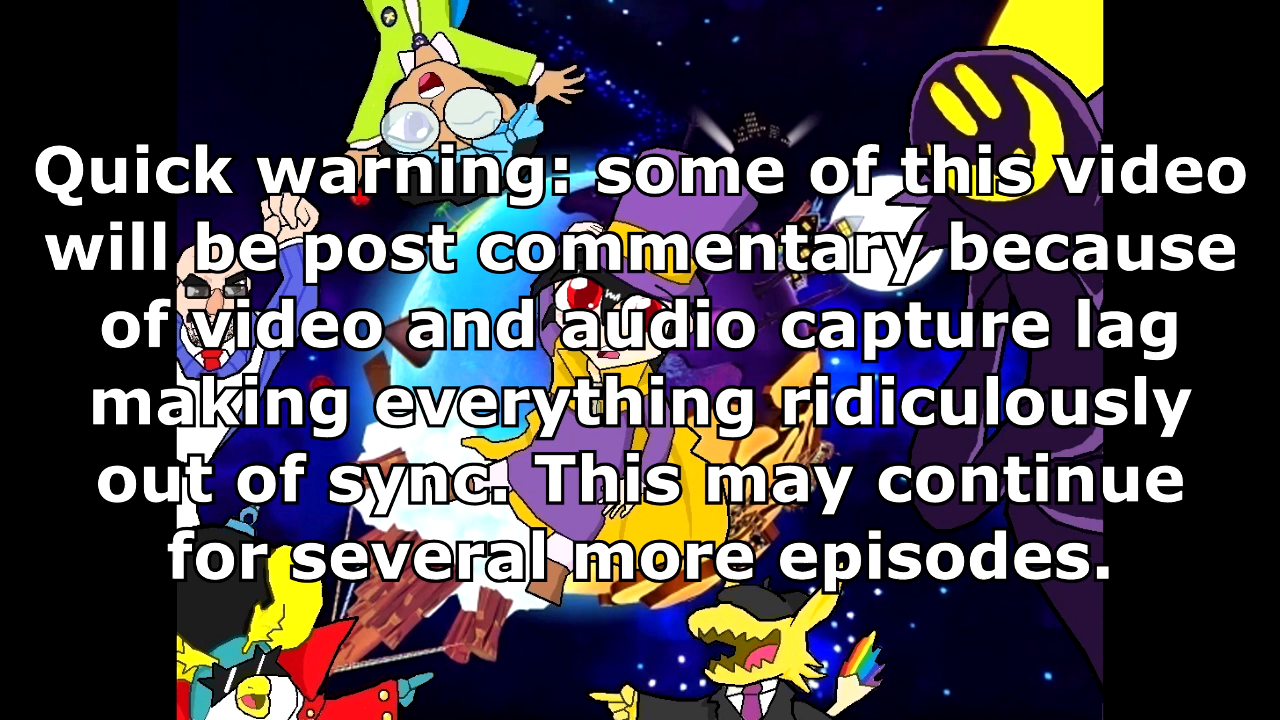 Quick warning: some of this video
will be post commentary because
of video and audio capture lag
making everything ridiculously
out of sync. This may continue
for several more episodes.